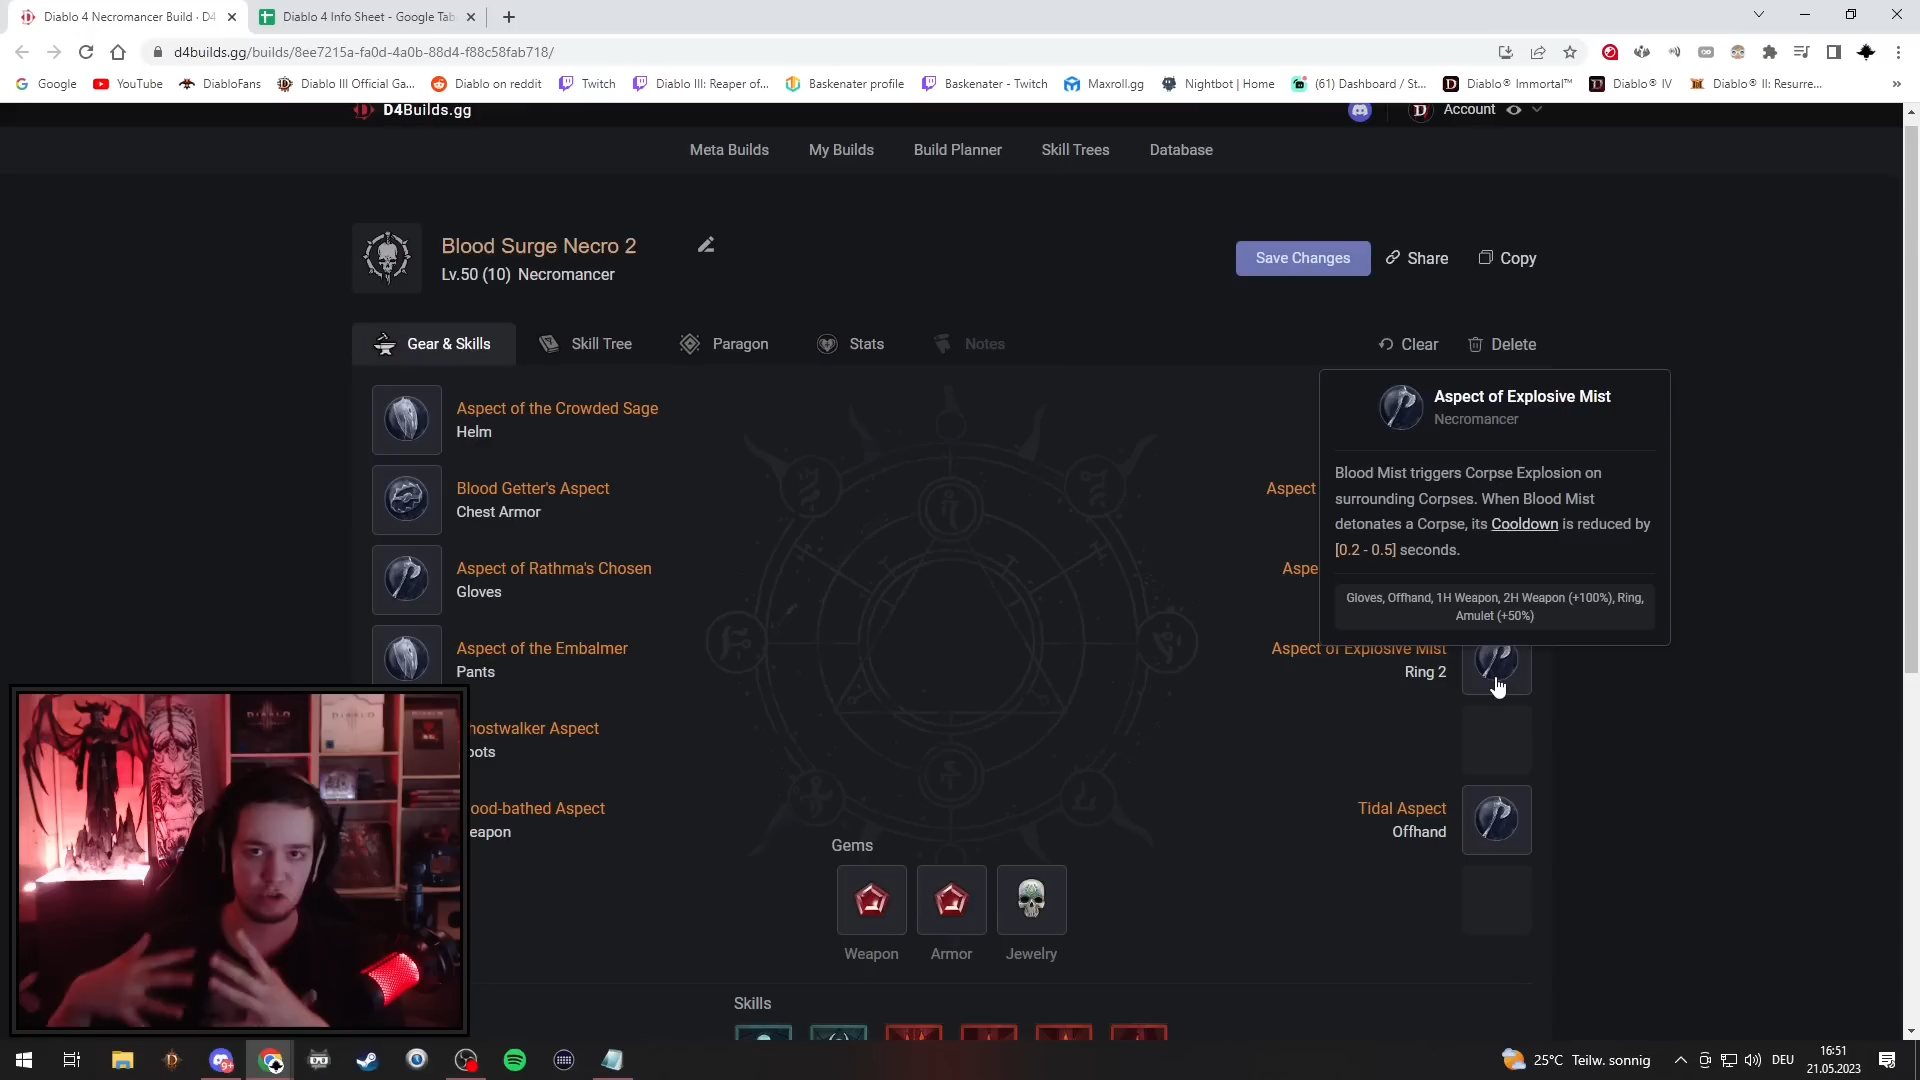 Diablo 4 Necromancer Build · D4
Diablo 4 Info Sheet - Google Tab
d4builds.gg/builds/8ee7215a-fa0d-4a0b-88d4-f88c58fab718/
Google
YouTube
DiabloFans
Diablo III Official Ga...
Diablo on reddit
Twitch
Diablo III: Reaper of...
Baskenater profile
Baskenater - Twitch
Maxroll.gg
Nightbot | Home
(61) Dashboard / St...
Diablo® Immortal™
Diablo® IV
Diablo® II: Resurre...
D4Builds.gg
Account
Meta Builds
My Builds
Build Planner
Skill Trees
Database
Blood Surge Necro 2
Lv.50 (10) Necromancer
Save Changes
Share
Copy
Gear & Skills
Skill Tree
Paragon
Stats
Notes
Clear
Delete
Aspect of the Crowded Sage
Helm
Blood Getter's Aspect
Chest Armor
Aspect of Rathma's Chosen
Gloves
Aspect of the Embalmer
Pants
hostwalker Aspect
oots
ood-bathed Aspect
eapon
Aspect of Explosive Mist
Necromancer
Blood Mist triggers Corpse Explosion on
surrounding Corpses. When Blood Mist
detonates a Corpse, its Cooldown is reduced by
[0.2 - 0.5] seconds.
Gloves, Offhand, 1H Weapon, 2H Weapon (+100%), Ring,
Amulet (+50%)
Aspect
Aspe
Aspect of Explosive Mist
Ring 2
Tidal Aspect
Offhand
Gems
Weapon
Armor
Jewelry
Skills
9+
25°C Teilw. sonnig
DEU
16:51
21.05.2023